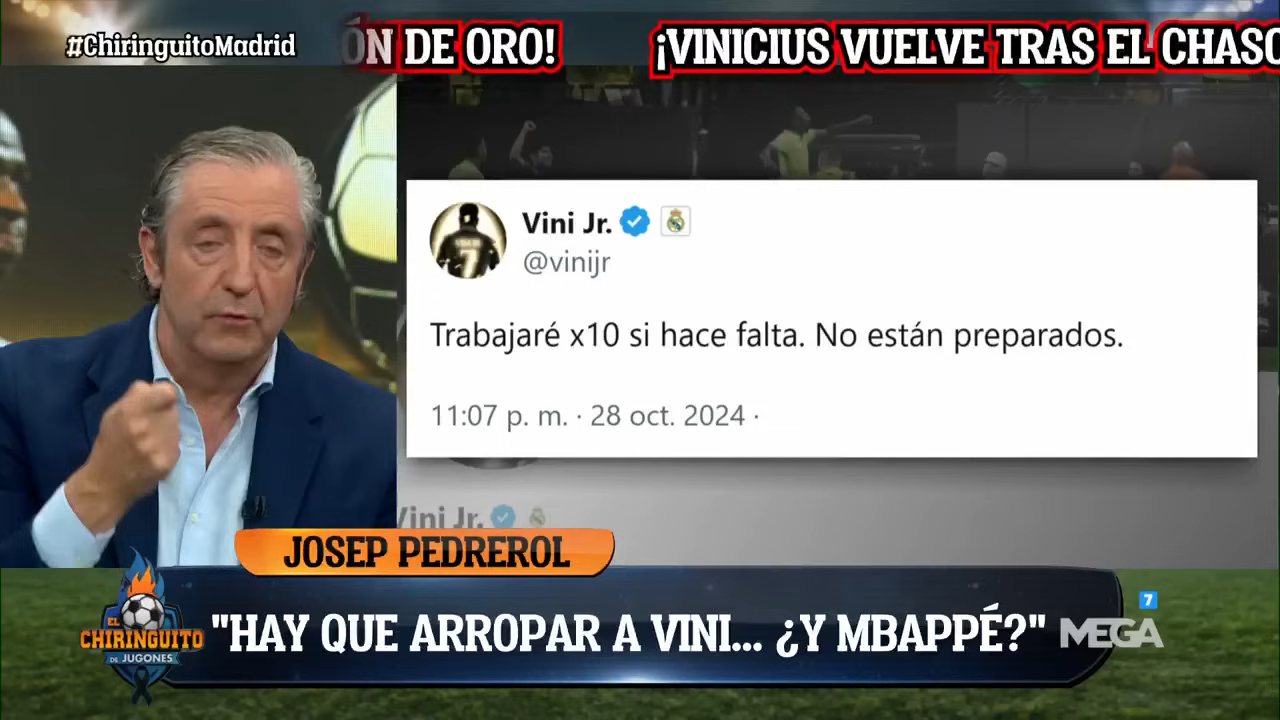 #ChiringuitoMadrid
ÓN DE ORO! ¡VINICIUS VUELVE TRAS EL CHASC
Vini Jr.
@vinijr
Trabajaré x10 si hace falta. No están preparados.
11:07 p. m. · 28 oct. 2024 ·
Vini Jr.
JOSEP PEDREROL
"HAY QUE ARROPAR A VINI... ¿Y MBAPPÉ?"
EL
CHIRINGUITO
DE JUGONES
7
MEGA
7